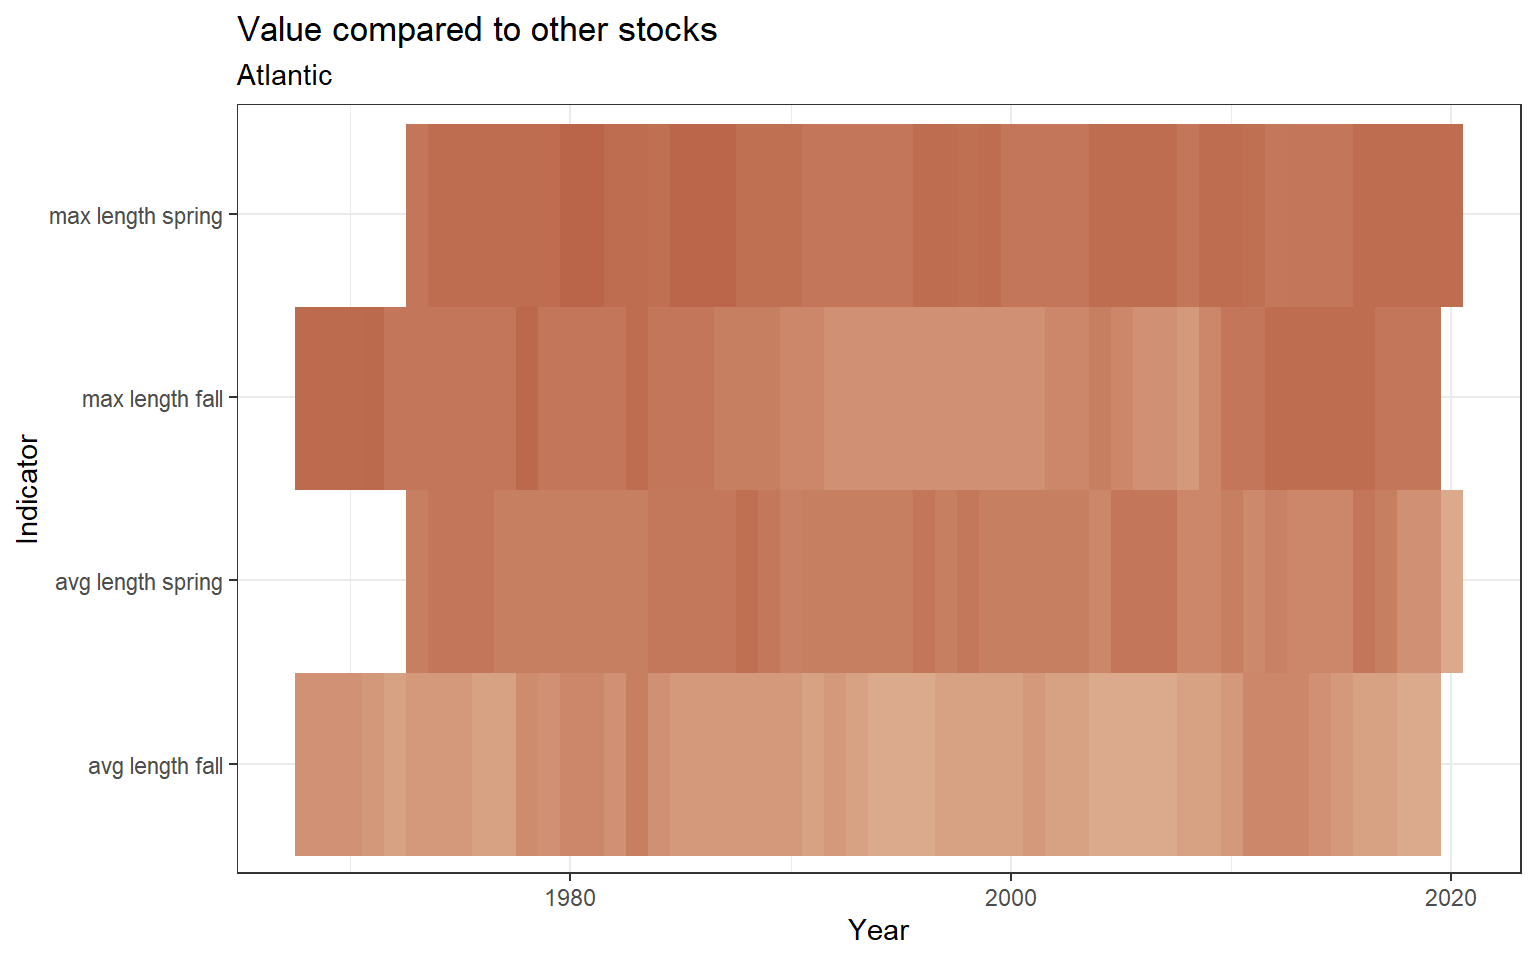 Value compared to other stocks
Atlantic
max length spring
max length fall
avg length spring
avg length fall
Indicator
1980
2000
2020
Year